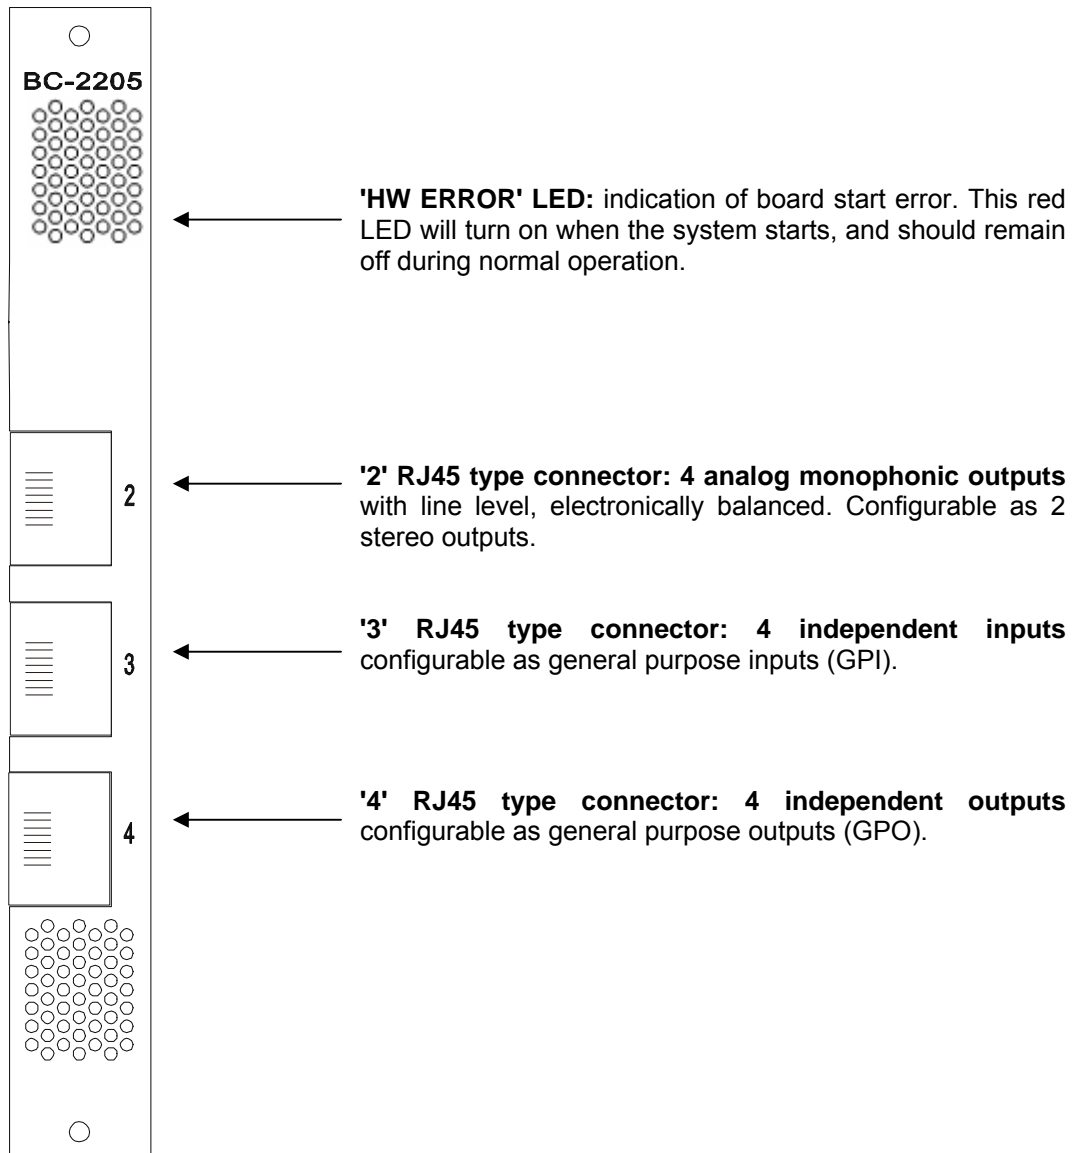 BC-2205
'HW ERROR' LED: indication of board start error. This red
LED will turn on when the system starts, and should remain
off during normal operation.
2
'2' RJ45 type connector: 4 analog monophonic outputs
with line level, electronically balanced. Configurable as 2
stereo outputs.
3
'3' RJ45 type connector: 4 independent inputs
configurable as general purpose inputs (GPI).
4
'4' RJ45 type connector: 4 independent outputs
configurable as general purpose outputs (GPO).